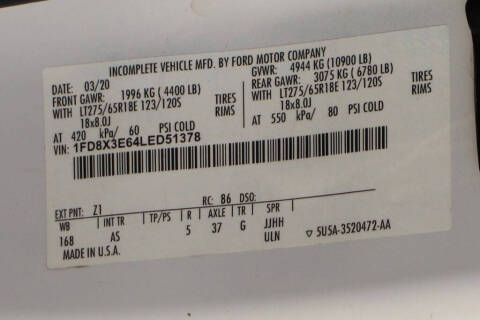 INCOMPLETE VEHICLE MFD. BY FORD MOTOR COMPANY
DATE: 03/20 GVWR: 4944 KG (10900 LB)
FRONT GAWR: 1996 KG (4400 LB) REAR GAWR: 3075 KG (6780 LB)
WITH LT275/65R18E 123/120S TIRES WITH LT275/65R18E 123/120S TIRES
18x8.0J RIMS 18x8.0J RIMS
AT 420 kPa/ 60 PSI COLD AT 550 kPa/ 80 PSI COLD
VIN: 1FD8X3E64LED51378
EXT PNT: Z1 RC: 86 DSO:
WB INT TR TP/PS R AXLE TR SPR
168 AS 5 37 G JJHH
MADE IN U.S.A. ULN ▽ 5U5A-3520472-AA